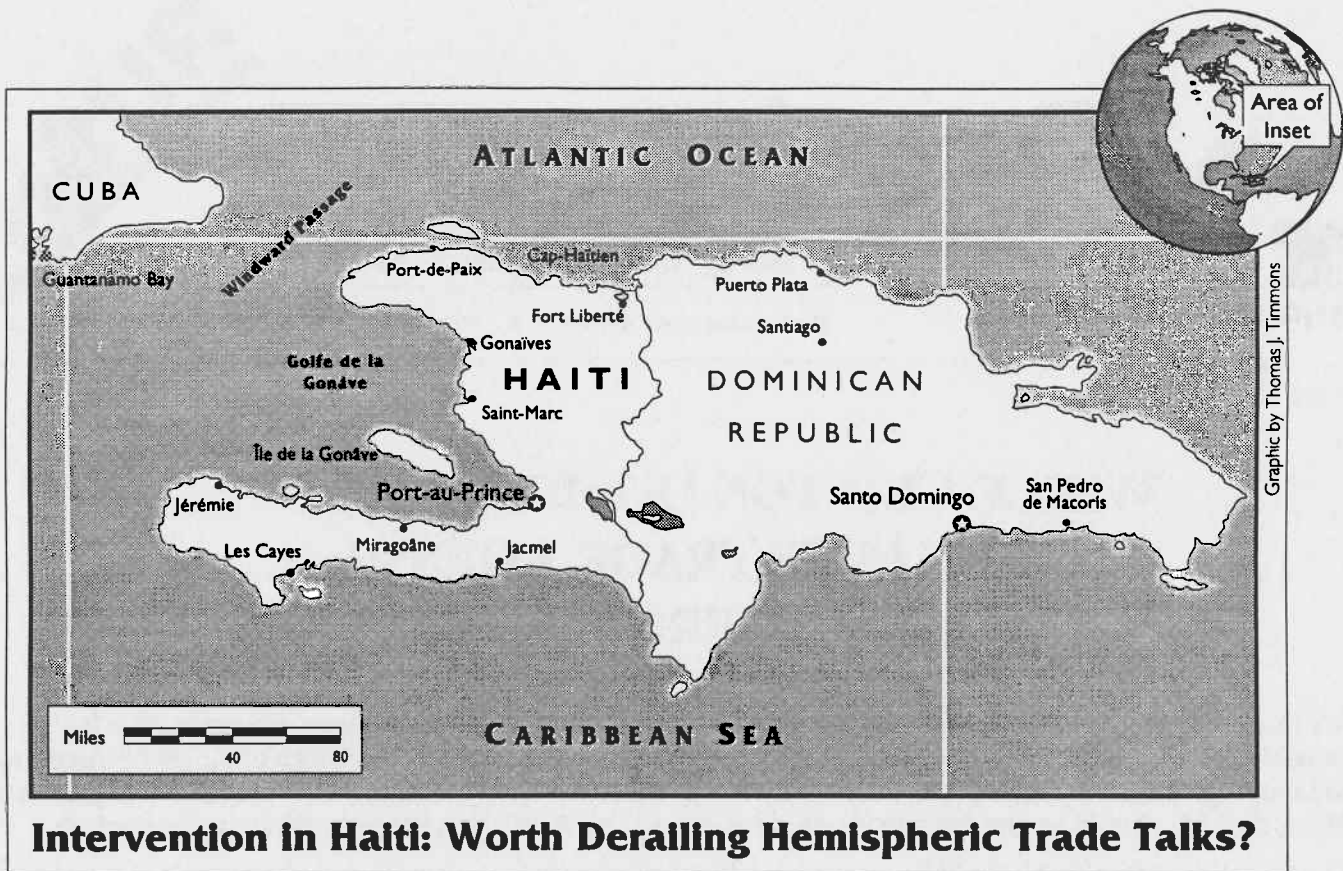 Area of
Inset
ATLANTIC OCEAN
CUBA
Windward Passage
Guantanámo Bay
Port-de-Paix
Cap-Haïtien
Puerto Plata
Fort Liberté
Santiago
Gonaïves
Golfe de la
Gonâve
HAITI
DOMINICAN
REPUBLIC
Saint-Marc
Île de la Gonâve
Port-au-Prince
Jérémie
Santo Domingo
San Pedro
de Macorís
Les Cayes
Miragoâne
Jacmel
Miles
40
80
CARIBBEAN SEA
Graphic by Thomas J. Timmons
Intervention in Haiti: Worth Derailing Hemispheric Trade Talks?